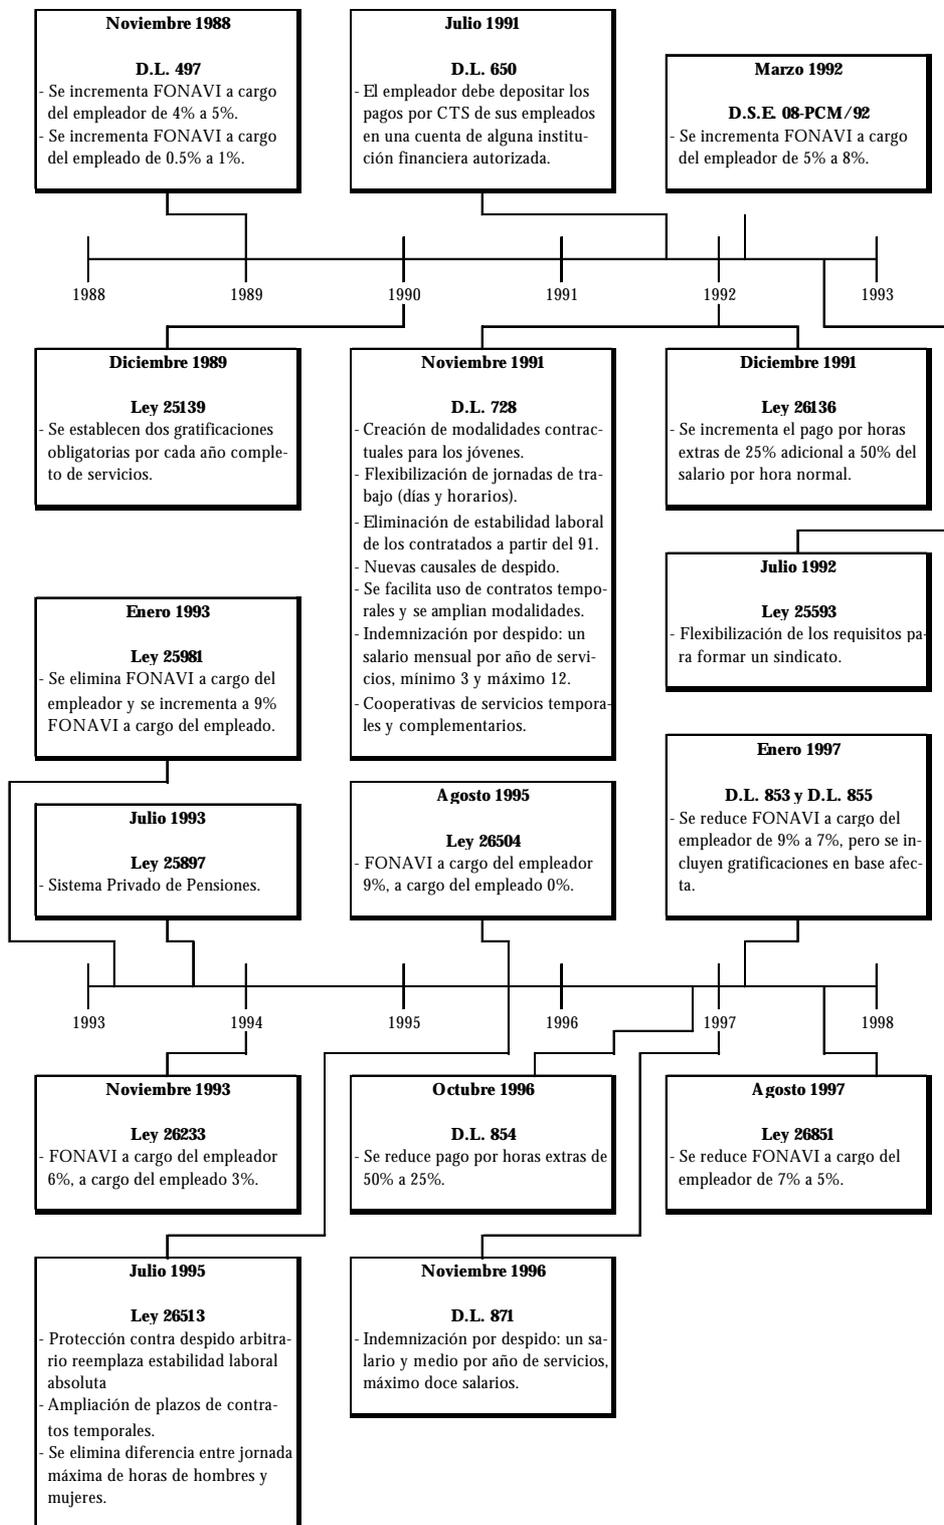 Noviembre 1988
D.L. 497
- Se incrementa FONAVI a cargo
del empleador de 4% a 5%.
- Se incrementa FONAVI a cargo
del empleado de 0.5% a 1%.
Julio 1991
D.L. 650
- El empleador debe depositar los
pagos por CTS de sus empleados
en una cuenta de alguna institu-
ción financiera autorizada.
Marzo 1992
D.S.E. 08-PCM/92
- Se incrementa FONAVI a cargo
del empleador de 5% a 8%.
1988
1989
1990
1991
1992
1993
Diciembre 1989
Ley 25139
- Se establecen dos gratificaciones
obligatorias por cada año comple-
to de servicios.
Noviembre 1991
D.L. 728
- Creación de modalidades contrac-
tuales para los jóvenes.
- Flexibilización de jornadas de tra-
bajo (días y horarios).
- Eliminación de estabilidad laboral
de los contratados a partir del 91.
- Nuevas causales de despido.
- Se facilita uso de contratos tempo-
rales y se amplian modalidades.
- Indemnización por despido: un
salario mensual por año de servi-
cios, mínimo 3 y máximo 12.
- Cooperativas de servicios tempora-
les y complementarios.
Diciembre 1991
Ley 26136
- Se incrementa el pago por horas
extras de 25% adicional a 50% del
salario por hora normal.
Julio 1992
Ley 25593
- Flexibilización de los requisitos pa-
ra formar un sindicato.
Enero 1993
Ley 25981
- Se elimina FONAVI a cargo del
empleador y se incrementa a 9%
FONAVI a cargo del empleado.
Julio 1993
Ley 25897
- Sistema Privado de Pensiones.
Agosto 1995
Ley 26504
- FONAVI a cargo del empleador
9%, a cargo del empleado 0%.
Enero 1997
D.L. 853 y D.L. 855
- Se reduce FONAVI a cargo del
empleador de 9% a 7%, pero se in-
cluyen gratificaciones en base afec-
ta.
1993
1994
1995
1996
1997
1998
Noviembre 1993
Ley 26233
- FONAVI a cargo del empleador
6%, a cargo del empleado 3%.
Octubre 1996
D.L. 854
- Se reduce pago por horas extras de
50% a 25%.
Agosto 1997
Ley 26851
- Se reduce FONAVI a cargo del
empleador de 7% a 5%.
Julio 1995
Ley 26513
- Protección contra despido arbitra-
rio reemplaza estabilidad laboral
absoluta
- Ampliación de plazos de contra-
tos temporales.
- Se elimina diferencia entre jornada
máxima de horas de hombres y
mujeres.
Noviembre 1996
D.L. 871
- Indemnización por despido: un sa-
lario y medio por año de servicios,
máximo doce salarios.